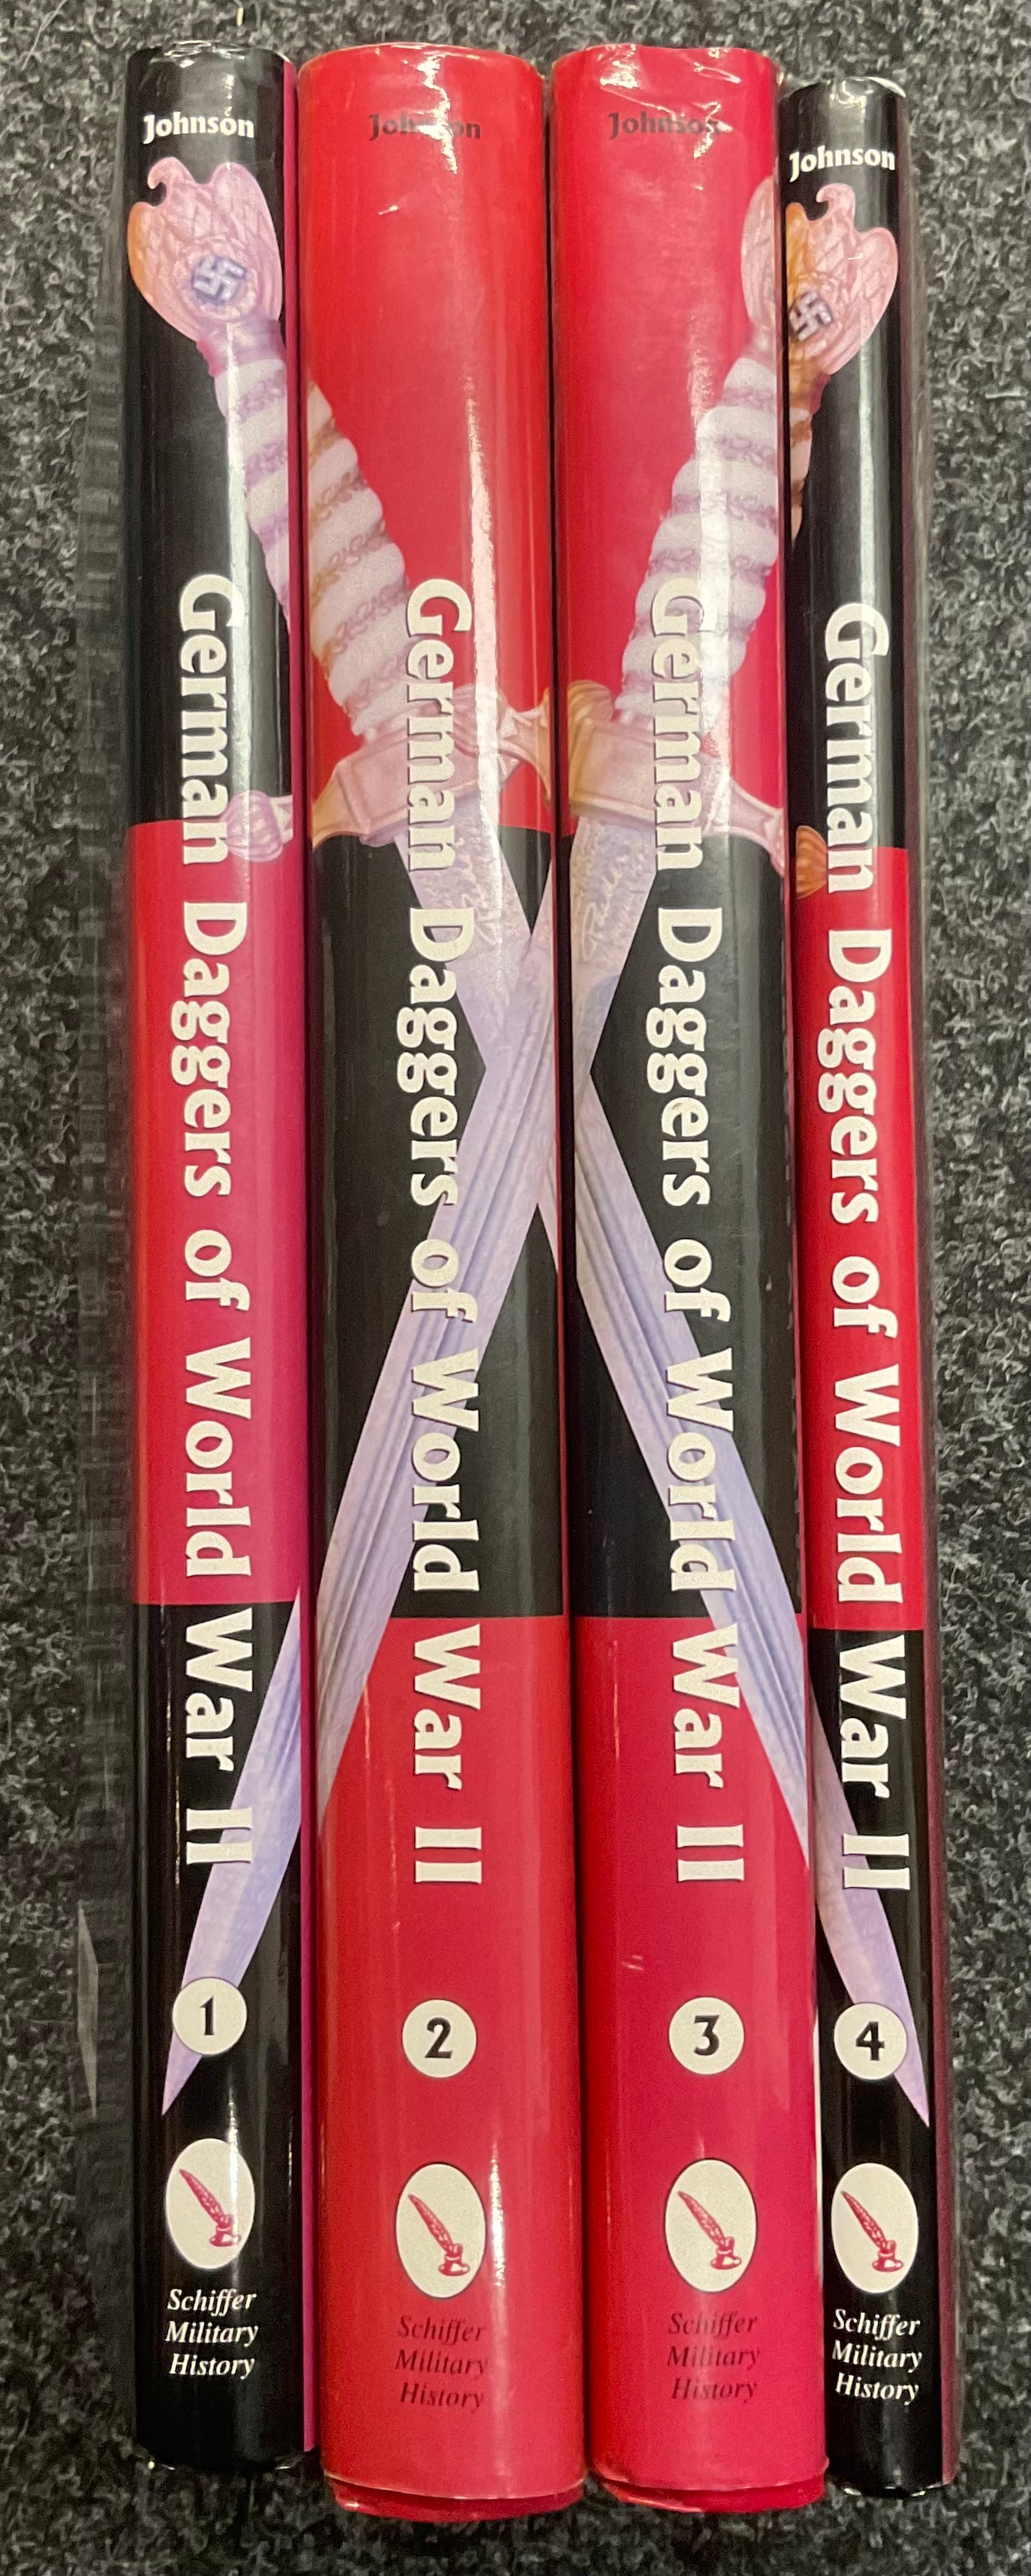 Johnson
German Daggers of World War II
1
Schiffer
Military
History
Johnson
German Daggers of World War II
2
Schiffer
Military
History
Johnson
German Daggers of World War II
3
Schiffer
Military
History
Johnson
German Daggers of World War II
4
Schiffer
Military
History